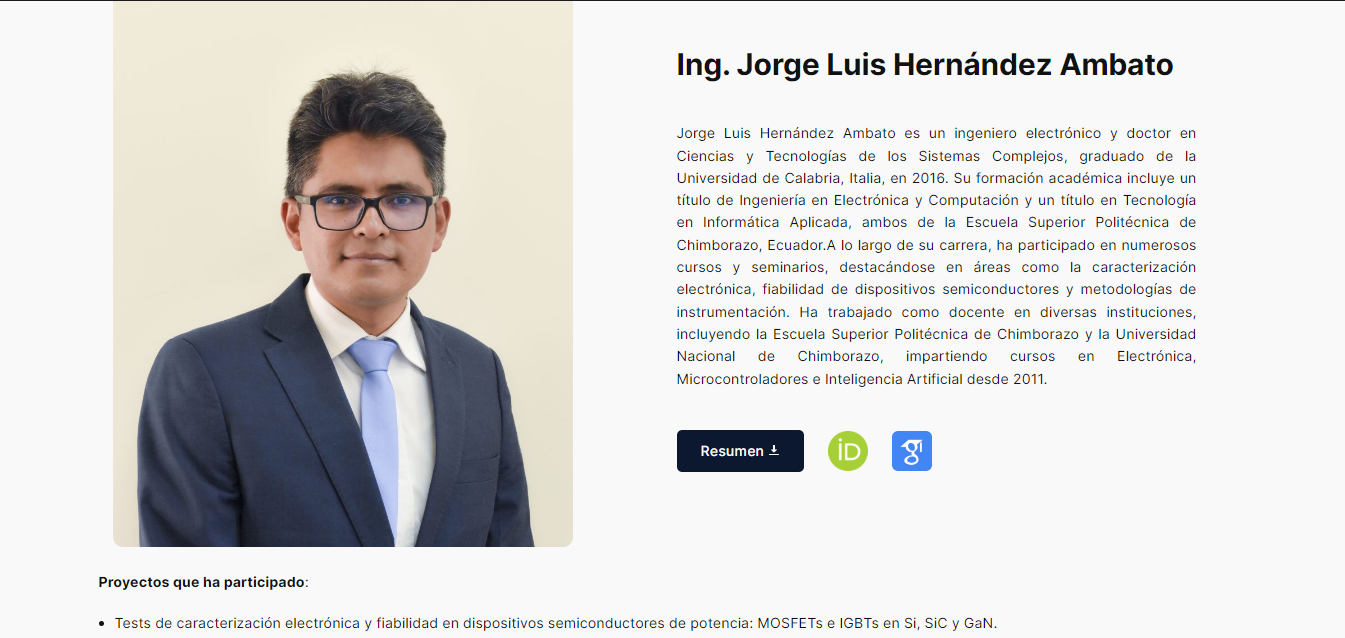 Ing. Jorge Luis Hernández Ambato
Jorge Luis Hernández Ambato es un ingeniero electrónico y doctor en
Ciencias y Tecnologías de los Sistemas Complejos, graduado de la
Universidad de Calabria, Italia, en 2016. Su formación académica incluye un
título de Ingeniería en Electrónica y Computación y un título en Tecnología
en Informática Aplicada, ambos de la Escuela Superior Politécnica de
Chimborazo, Ecuador.A lo largo de su carrera, ha participado en numerosos
cursos y seminarios, destacándose en áreas como la caracterización
electrónica, fiabilidad de dispositivos semiconductores y metodologías de
instrumentación. Ha trabajado como docente en diversas instituciones,
incluyendo la Escuela Superior Politécnica de Chimborazo y la Universidad
Nacional de Chimborazo, impartiendo cursos en Electrónica,
Microcontroladores e Inteligencia Artificial desde 2011.
Resumen
iD
g
Proyectos que ha participado:
• Tests de caracterización electrónica y fiabilidad en dispositivos semiconductores de potencia: MOSFETs e IGBTs en Si, SiC y GaN.